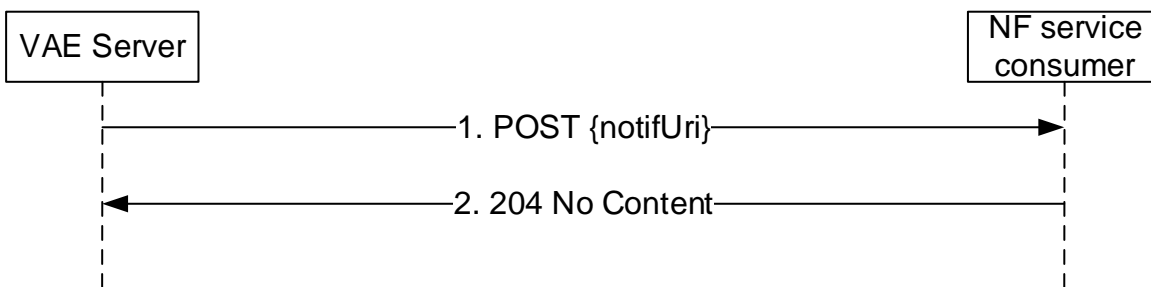 VAE Server
NF service
consumer
1. POST {notifUri}
2. 204 No Content